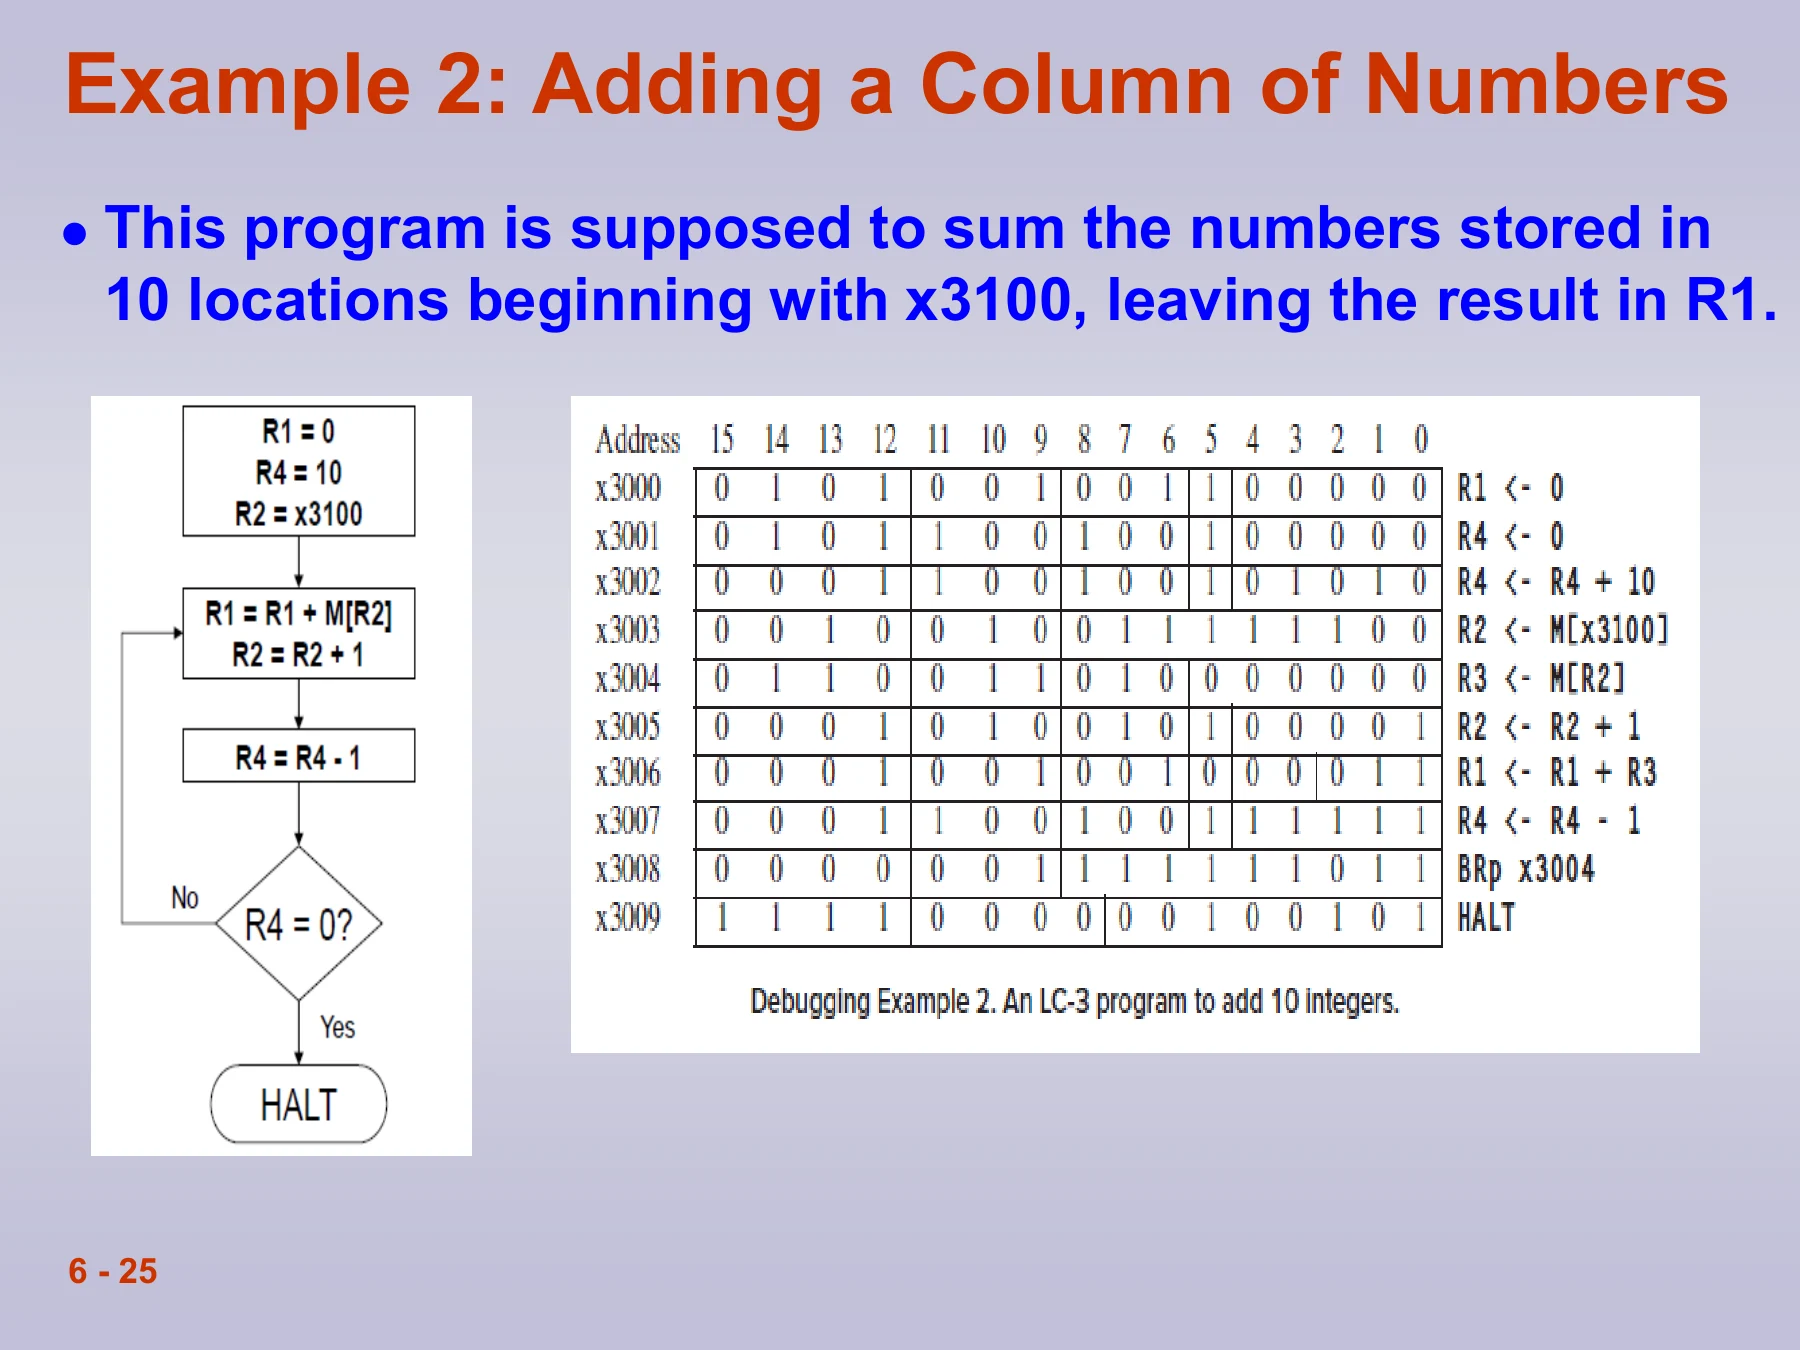 Example 2: Adding a Column of Numbers
● This program is supposed to sum the numbers stored in
10 locations beginning with x3100, leaving the result in R1.
R1 = 0
R4 = 10
R2 = x3100
R1 = R1 + M[R2]
R2 = R2 + 1
R4 = R4 - 1
No
R4 = 0?
Yes
HALT
Address 15 14 13 12 11 10 9 8 7 6 5 4 3 2 1 0
x3000 0 1 0 1 0 0 1 0 0 1 1 0 0 0 0 0 R1 <- 0
x3001 0 1 0 1 1 0 0 1 0 0 1 0 0 0 0 0 R4 <- 0
x3002 0 0 0 1 1 0 0 1 0 0 1 0 1 0 1 0 R4 <- R4 + 10
x3003 0 0 1 0 0 1 0 0 1 1 1 1 1 1 0 0 R2 <- M[x3100]
x3004 0 1 1 0 0 1 1 0 1 0 0 0 0 0 0 0 R3 <- M[R2]
x3005 0 0 0 1 0 1 0 0 1 0 1 0 0 0 0 1 R2 <- R2 + 1
x3006 0 0 0 1 0 0 1 0 0 1 0 0 0 0 1 1 R1 <- R1 + R3
x3007 0 0 0 1 1 0 0 1 0 0 1 1 1 1 1 1 R4 <- R4 - 1
x3008 0 0 0 0 0 0 1 1 1 1 1 1 1 0 1 1 BRp x3004
x3009 1 1 1 1 0 0 0 0 0 0 1 0 0 1 0 1 HALT
Debugging Example 2. An LC-3 program to add 10 integers.
6 - 25